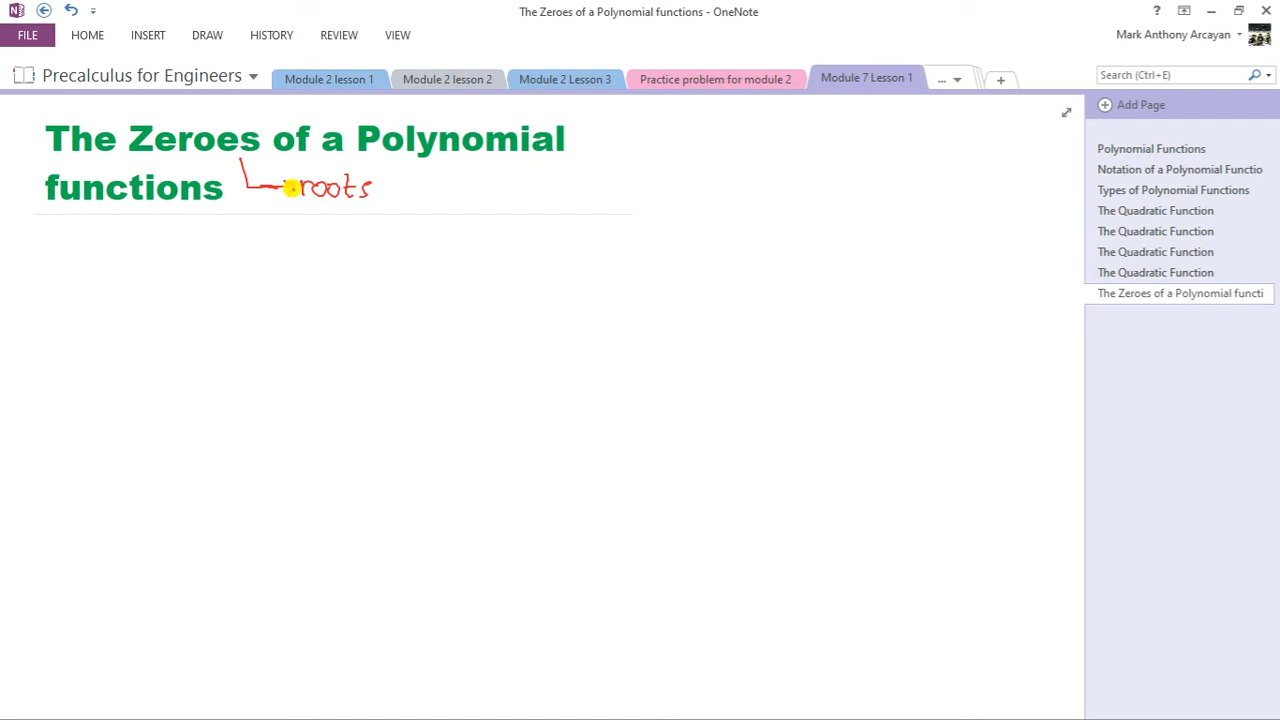 The Zeroes of a Polynomial functions - OneNote
?
FILE HOME INSERT DRAW HISTORY REVIEW VIEW
Mark Anthony Arcayan
Precalculus for Engineers
Module 2 lesson 1
Module 2 lesson 2
Module 2 Lesson 3
Practice problem for module 2
Module 7 Lesson 1
...
Search (Ctrl+E)
Add Page
The Zeroes of a Polynomial
functions
roots
Polynomial Functions
Notation of a Polynomial Functio
Types of Polynomial Functions
The Quadratic Function
The Quadratic Function
The Quadratic Function
The Quadratic Function
The Zeroes of a Polynomial functi